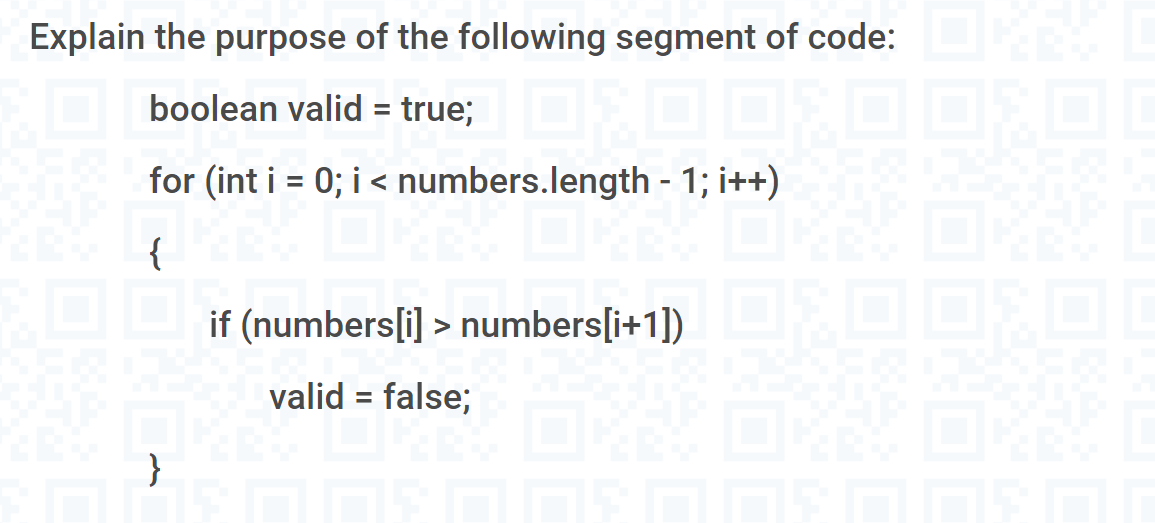 Explain the purpose of the following segment of code:
boolean valid = true;
for (int i = 0; i < numbers.length - 1; i++)
{
if (numbers[i] > numbers[i+1])
valid = false;
}